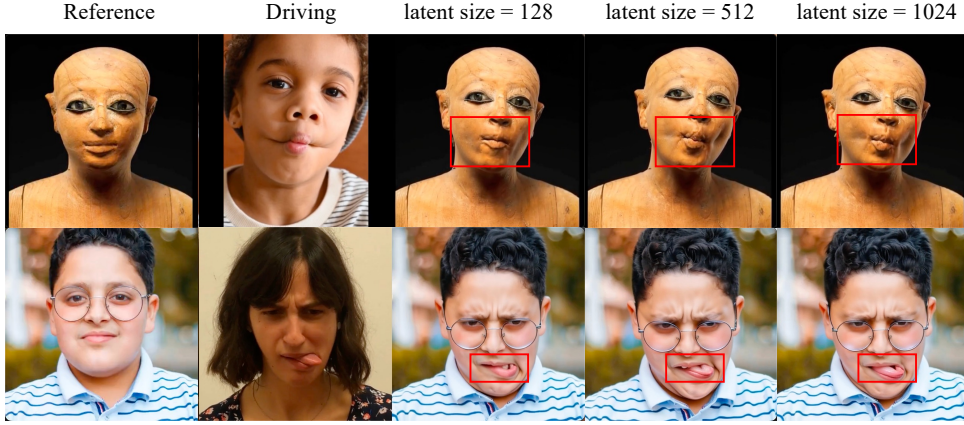 Reference Driving latent size = 128 latent size = 512 latent size = 1024